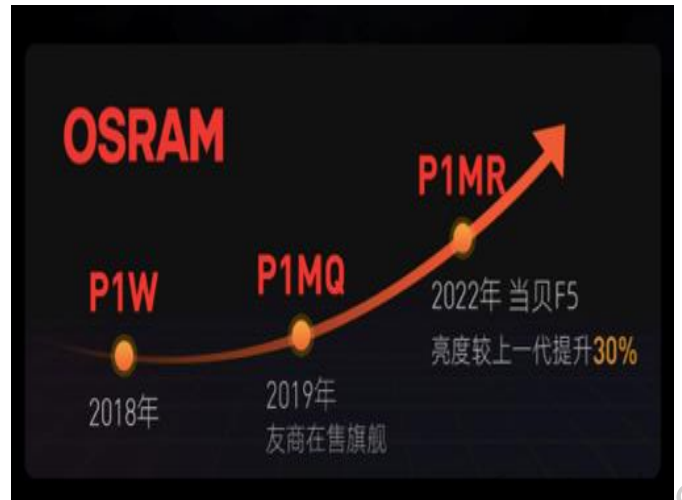 OSRAM
P1MR
P1MQ
P1W
2022年 当贝F5
亮度较上一代提升30%
2019年
友商在售旗舰
2018年